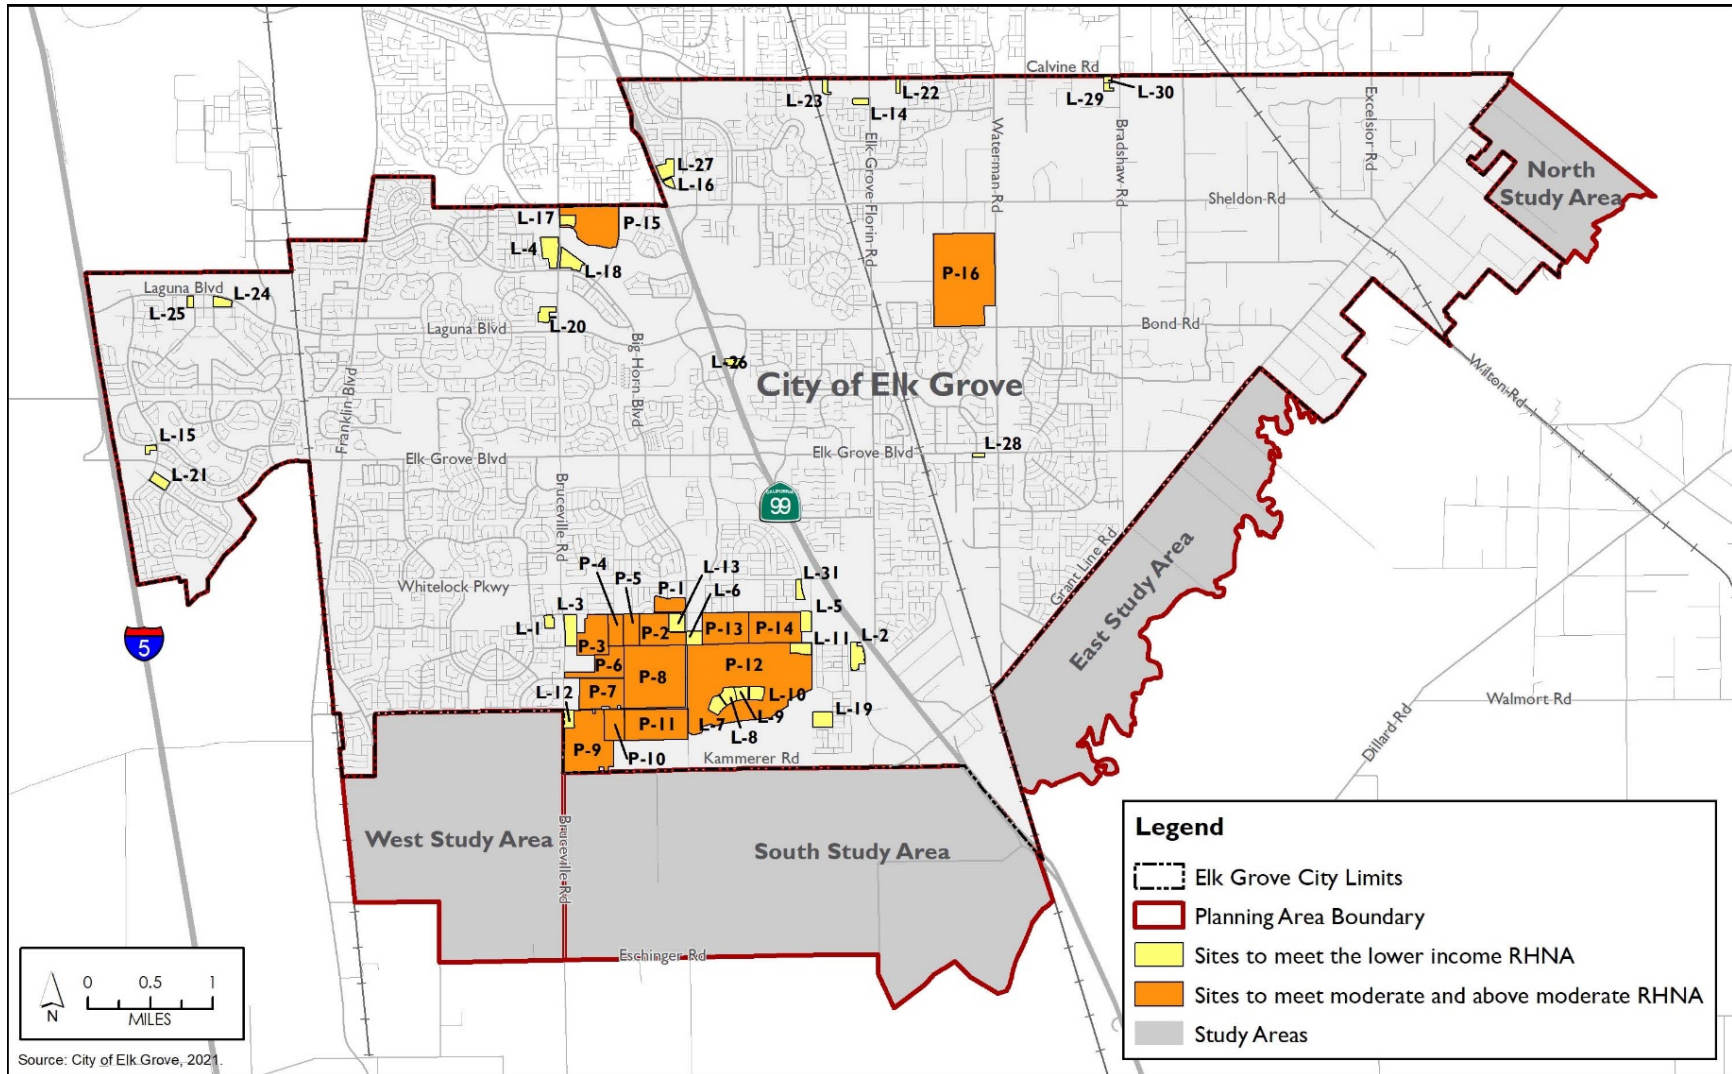 Calvine Rd
L-23
L-22
L-14
L-29
L-30
Excelsior Rd
Elk-Grove-Florin-Rd
Waterman-Rd
Bradshaw-Rd
L-27
L-16
North
Study Area
Sheldon Rd
L-17
P-15
L-4
L-18
P-16
Laguna Blvd
L-24
L-25
L-20
Laguna Blvd
Bond Rd
Big Horn Blvd
Franklin Blvd
L-26
City of Elk Grove
Wilton Rd
L-15
Elk Grove Blvd
Elk Grove Blvd
L-28
L-21
Bruceville Rd
CALIFORNIA
99
Grant Line Rd
East Study Area
P-4
P-5
P-1
L-13
L-6
L-31
Whitelock Pkwy
L-3
L-1
L-5
P-3
P-2
P-13
P-14
L-11
L-2
5
P-6
P-8
P-12
L-12
P-7
L-10
L-9
L-19
L-7
L-8
P-11
P-9
P-10
Kammerer Rd
Walmort Rd
Dillard Rd
West Study Area
Bruceville Rd
South Study Area
Eschinger Rd
Legend
Elk Grove City Limits
Planning Area Boundary
Sites to meet the lower income RHNA
Sites to meet moderate and above moderate RHNA
Study Areas
N
0 0.5 1
MILES
Source: City of Elk Grove, 2021.